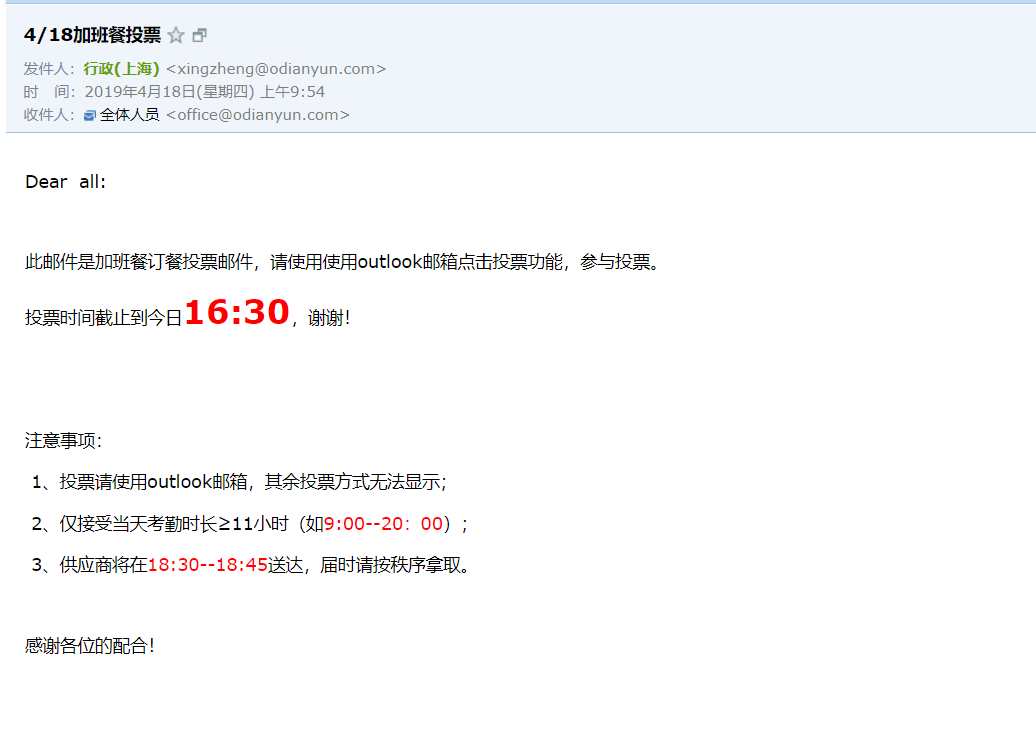 4/18加班餐投票
发件人：行政(上海) <xingzheng@odianyun.com>
时 间：2019年4月18日(星期四) 上午9:54
收件人：全体人员 <office@odianyun.com>
Dear all:
此邮件是加班餐订餐投票邮件，请使用使用outlook邮箱点击投票功能，参与投票。
投票时间截止到今日16:30，谢谢！
注意事项：
1、投票请使用outlook邮箱，其余投票方式无法显示；
2、仅接受当天考勤时长≥11小时（如9:00--20：00）；
3、供应商将在18:30--18:45送达，届时请按秩序拿取。
感谢各位的配合！